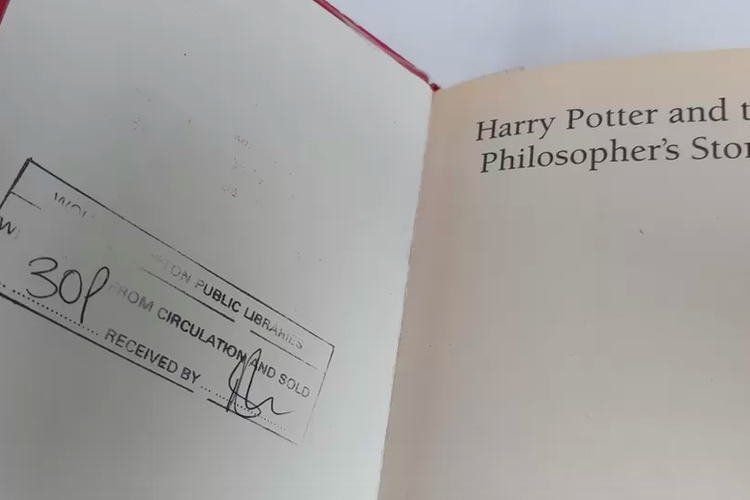 PUBLIC LIBRARIES
FROM CIRCULATION AND SOLD
30p
RECEIVED BY
Harry Potter and
Philosopher's